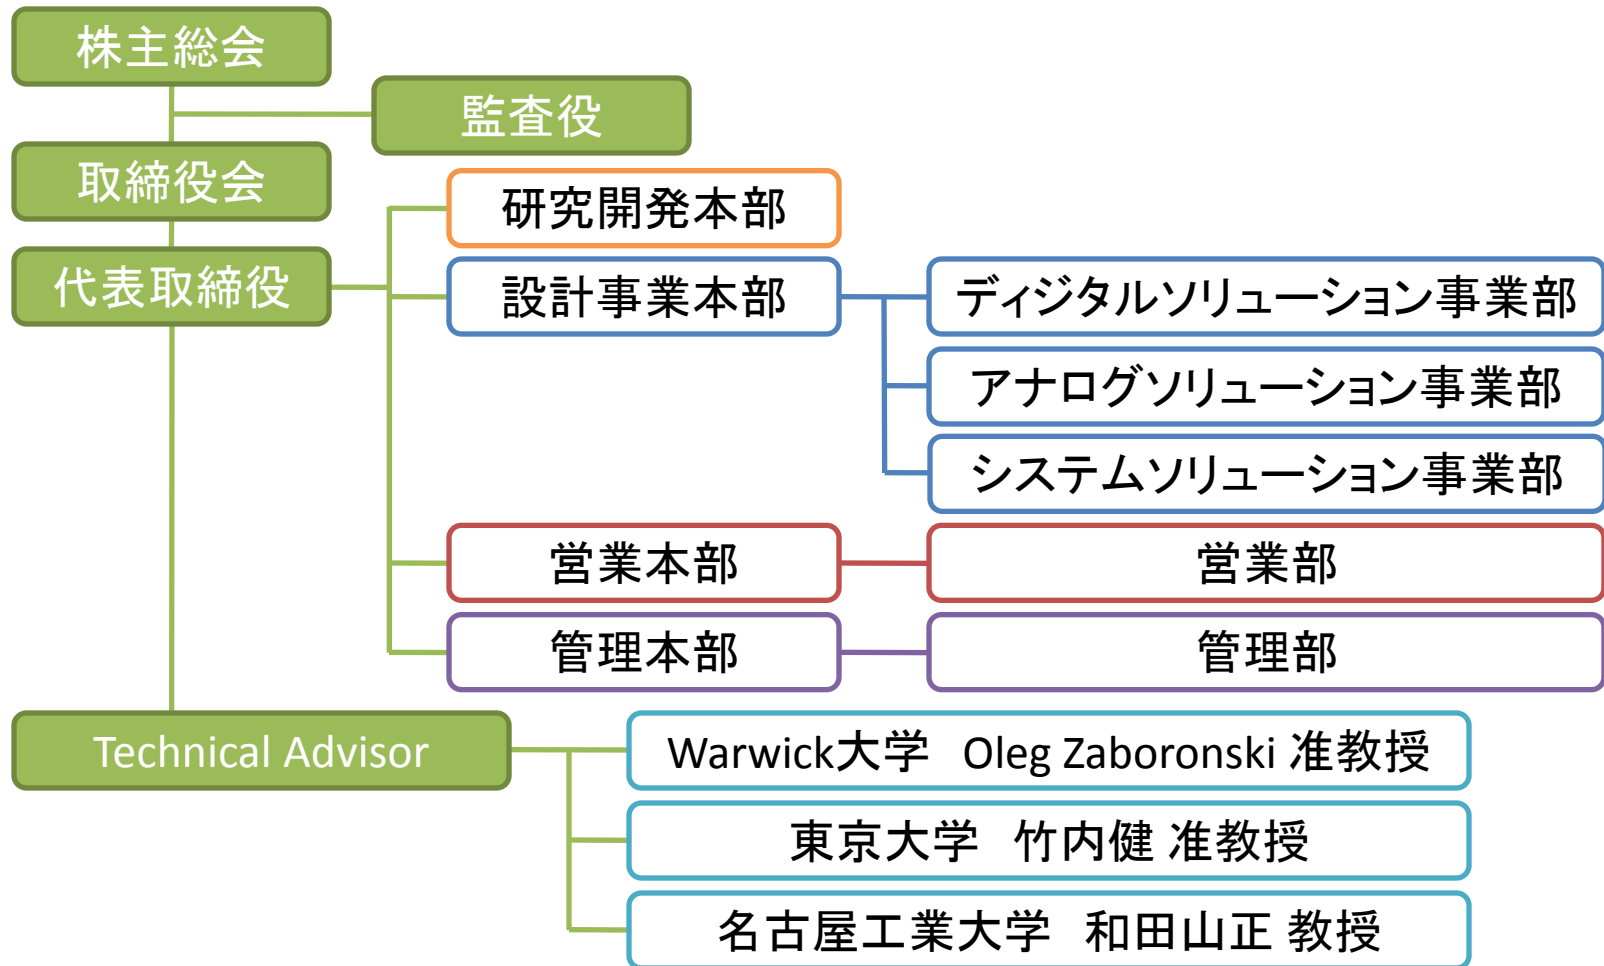 株主総会
監査役
取締役会
研究開発本部
代表取締役
設計事業本部
ディジタルソリューション事業部
アナログソリューション事業部
システムソリューション事業部
営業本部
営業部
管理本部
管理部
Technical Advisor
Warwick大学　Oleg Zaboronski 准教授
東京大学　竹内健 准教授
名古屋工業大学　和田山正 教授